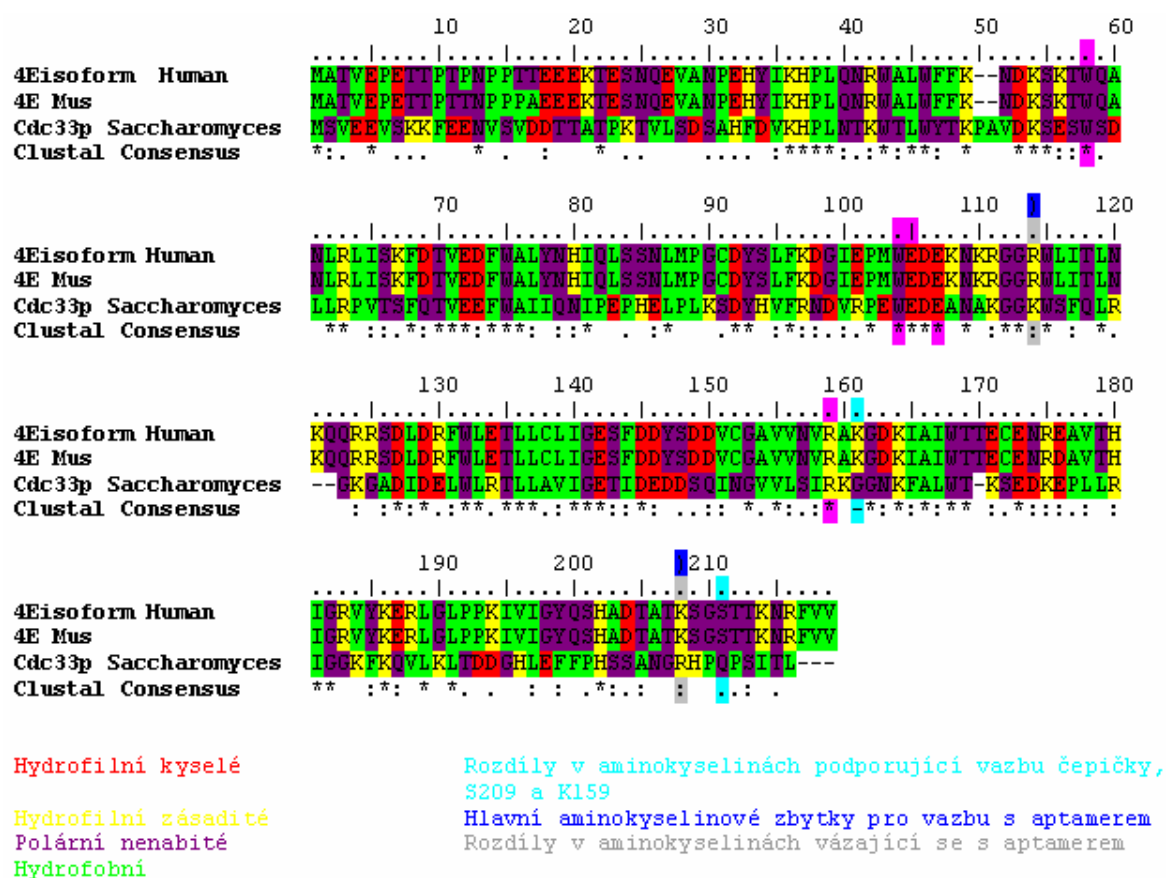 10 20 30 40 50 60
4Eisoform Human MATVEPETTPTPNPPTTEEEKTESNQEVANPEHYIKHPLQNRWALWFFK--NDKSKTWQA
4E Mus MATVEPETTPTTNPPPAEEEKTESNQEVANPEHYIKHPLQNRWALWFFK--NDKSKTWQA
Cdc33p Saccharomyces MSVEEVSKKFEENVSVDDTTATPKTVLSDSAHFDVKHPLNTKWTLWYTKPAVDKSESWSD
Clustal Consensus *:. * ... * . : * .. .... :****:.*:**: * ***::*.
70 80 90 100 110 120
4Eisoform Human NLRLISKFDTVEDFWALYNHIQLSSNLMPGCDYSLFKDGIEPMWEDEKNKRGGRWLITLN
4E Mus NLRLISKFDTVEDFWALYNHIQLSSNLMPGCDYSLFKDGIEPMWEDEKNKRGGRWLITLN
Cdc33p Saccharomyces LLRPVTSFQTVEEFWAIIQNIPEPHELPLKSDYHVFRNDVRPEWEDEANAKGGKWSFQLR
Clustal Consensus ** ::.*:***:***: ::* . :* .** :*::.:.* **** * :**:* : *.
130 140 150 160 170 180
4Eisoform Human KQQRRSDLDRFWLETLLCLIGESFDDYSDDVCGAVVNVRAKGDKIAIWTTECENREAVTH
4E Mus KQQRRSDLDRFWLETLLCLIGESFDDYSDDVCGAVVNVRAKGDKIAIWTTECENRDAVTH
Cdc33p Saccharomyces --GKGADIDELWLRTLLAVIGETIDEDDSQINGVVLSIRKGGNKFALWT-KSEDKEPLLR
Clustal Consensus : :*:*.:**.***.:***::*: ..:: *.*:.:* -*:*:*:** :.*:::.: :
190 200 210
4Eisoform Human IGRVYKERLGLPPKIVIGYQSHADTATKSGSTTKNRFVV
4E Mus IGRVYKERLGLPPKIVIGYQSHADTATKSGSTTKNRFVV
Cdc33p Saccharomyces IGGKFKQVLKLTDDGHLEFFPHSSANGRHPQPSITL---
Clustal Consensus ** :*: * *. . : : .*:.: : :.:.
Hydrofilní kyselé
Hydrofilní zásadité
Polární nenabité
Hydrofobní
Rozdíly v aminokyselinách podporující vazbu čepičky,
S209 a K159
Hlavní aminokyselinové zbytky pro vazbu s aptamerem
Rozdíly v aminokyselinách vázající se s aptamerem